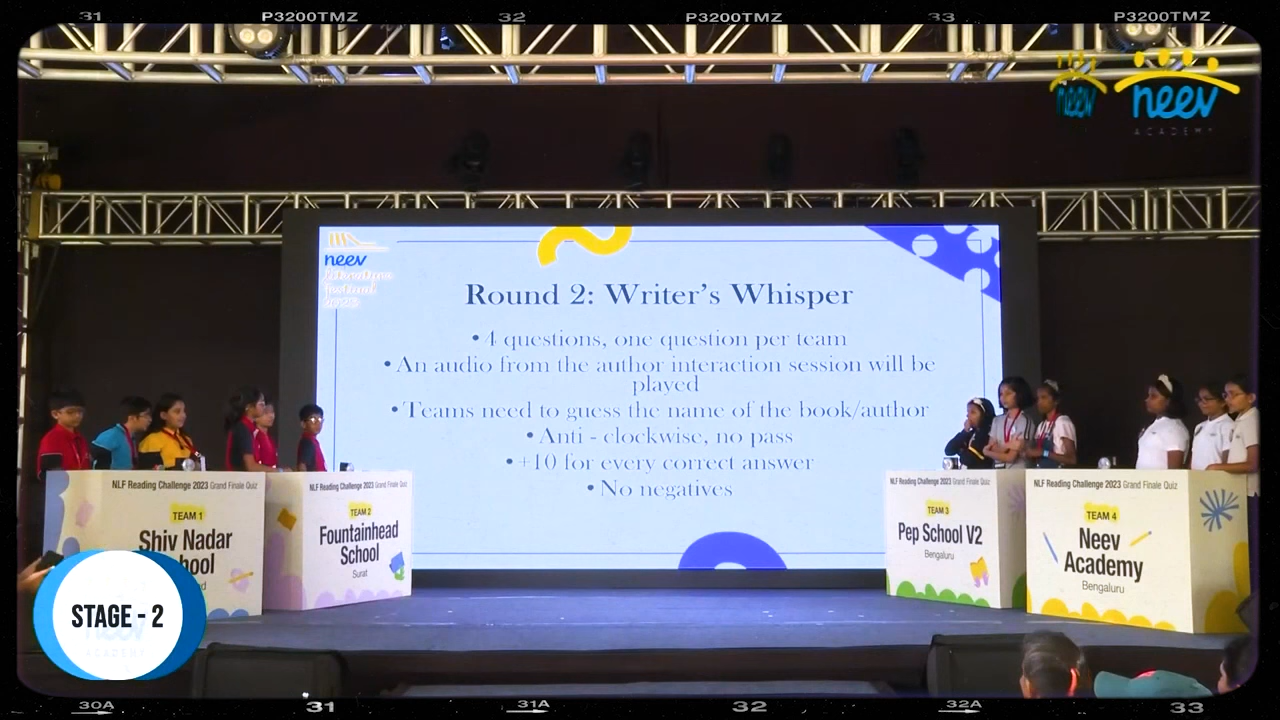 31 P3200TMZ 32 P3200TMZ 33 P3200TMZ
neev neev
ACADEMY
neev
literature
festival
Round 2: Writer's Whisper
• 4 questions, one question per team
• An audio from the author interaction session will be
played
• Teams need to guess the name of the book/author
• Anti - clockwise, no pass
• +10 for every correct answer
• No negatives
NLF Reading Challenge 2023 Grand Finale Quiz
TEAM 1
Shiv Nadar
School
NLF Reading Challenge 2023 Grand Finale Quiz
TEAM 2
Fountainhead
School
Surat
NLF Reading Challenge 2023 Grand Finale Quiz
TEAM 3
Pep School V2
Bengaluru
NLF Reading Challenge 2023 Grand Finale Quiz
TEAM 4
Neev
Academy
Bengaluru
STAGE - 2
30A 31 31A 32 32A 33